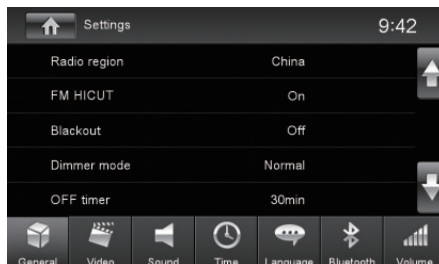 Settings 9:42
Radio region China
FM HICUT On
Blackout Off
Dimmer mode Normal
OFF timer 30min
General Video Sound Time Language Bluetooth Volume